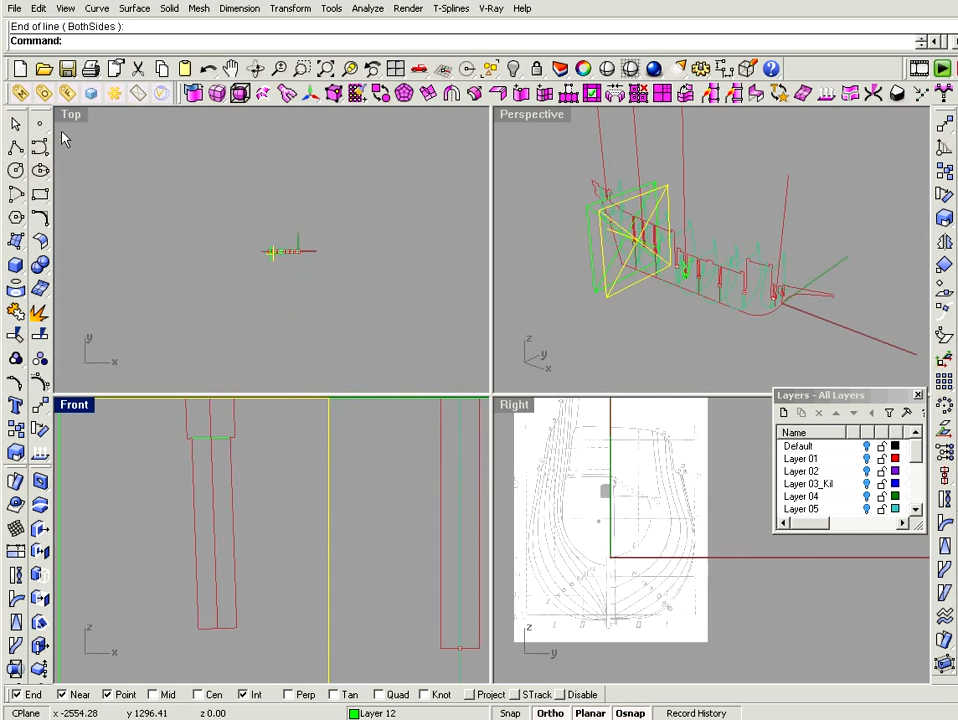 File Edit View Curve Surface Solid Mesh Dimension Transform Tools Analyze Render T-Splines V-Ray Help
End of line ( BothSides ):
Command:
Top
Perspective
y
x
z
y
x
Front
Right
z
x
z
y
Layers - All Layers
Name
Default
Layer 01
Layer 02
Layer 03_Kil
Layer 04
Layer 05
End Near Point Mid Cen Int Perp Tan Quad Knot Project STrack Disable
CPlane x -2554.28 y 1296.41 z 0.00 Layer 12 Snap Ortho Planar Osnap Record History